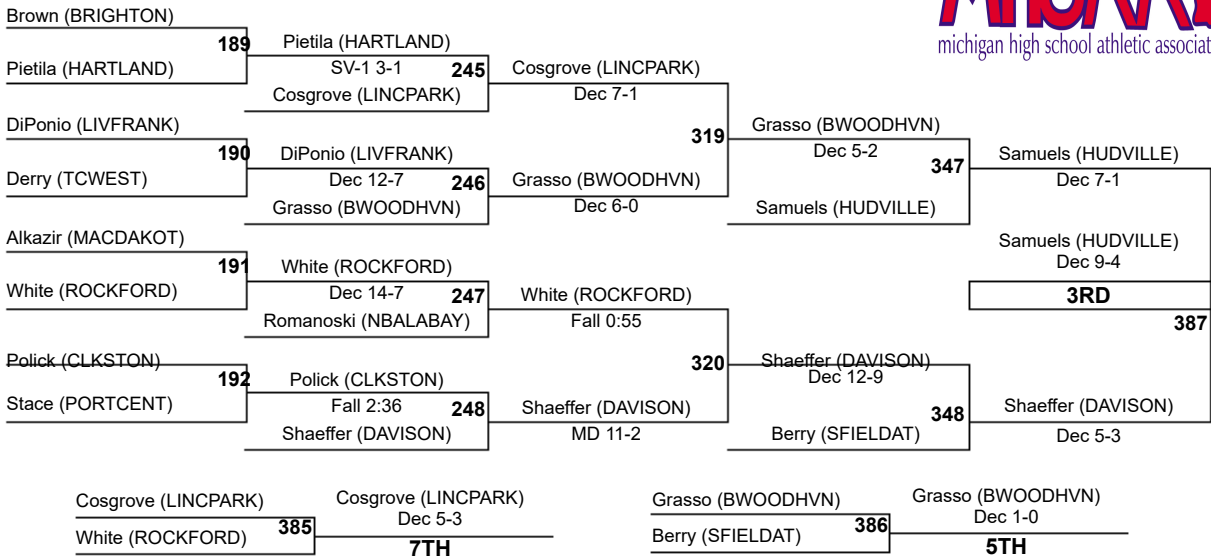 Brown (BRIGHTON)
189
Pietila (HARTLAND)
Pietila (HARTLAND)
SV-1 3-1
245
Cosgrove (LINCPARK)
Cosgrove (LINCPARK)
Dec 7-1
DiPonio (LIVFRANK)
190
Derry (TCWEST)
DiPonio (LIVFRANK)
Dec 12-7
246
Grasso (BWOODHVN)
Grasso (BWOODHVN)
Dec 6-0
319
Grasso (BWOODHVN)
Dec 5-2
347
Samuels (HUDVILLE)
Samuels (HUDVILLE)
Dec 7-1
Alkazir (MACDAKOT)
191
White (ROCKFORD)
White (ROCKFORD)
Dec 14-7
247
Romanoski (NBALABAY)
White (ROCKFORD)
Fall 0:55
Polick (CLKSTON)
192
Stace (PORTCENT)
Polick (CLKSTON)
Fall 2:36
248
Shaeffer (DAVISON)
Shaeffer (DAVISON)
MD 11-2
320
Shaeffer (DAVISON)
Dec 12-9
348
Berry (SFIELDAT)
Shaeffer (DAVISON)
Dec 5-3
Samuels (HUDVILLE)
Dec 9-4
3RD
387
Cosgrove (LINCPARK)
385
White (ROCKFORD)
Cosgrove (LINCPARK)
Dec 5-3
7TH
Grasso (BWOODHVN)
386
Berry (SFIELDAT)
Grasso (BWOODHVN)
Dec 1-0
5TH
michigan high school athletic